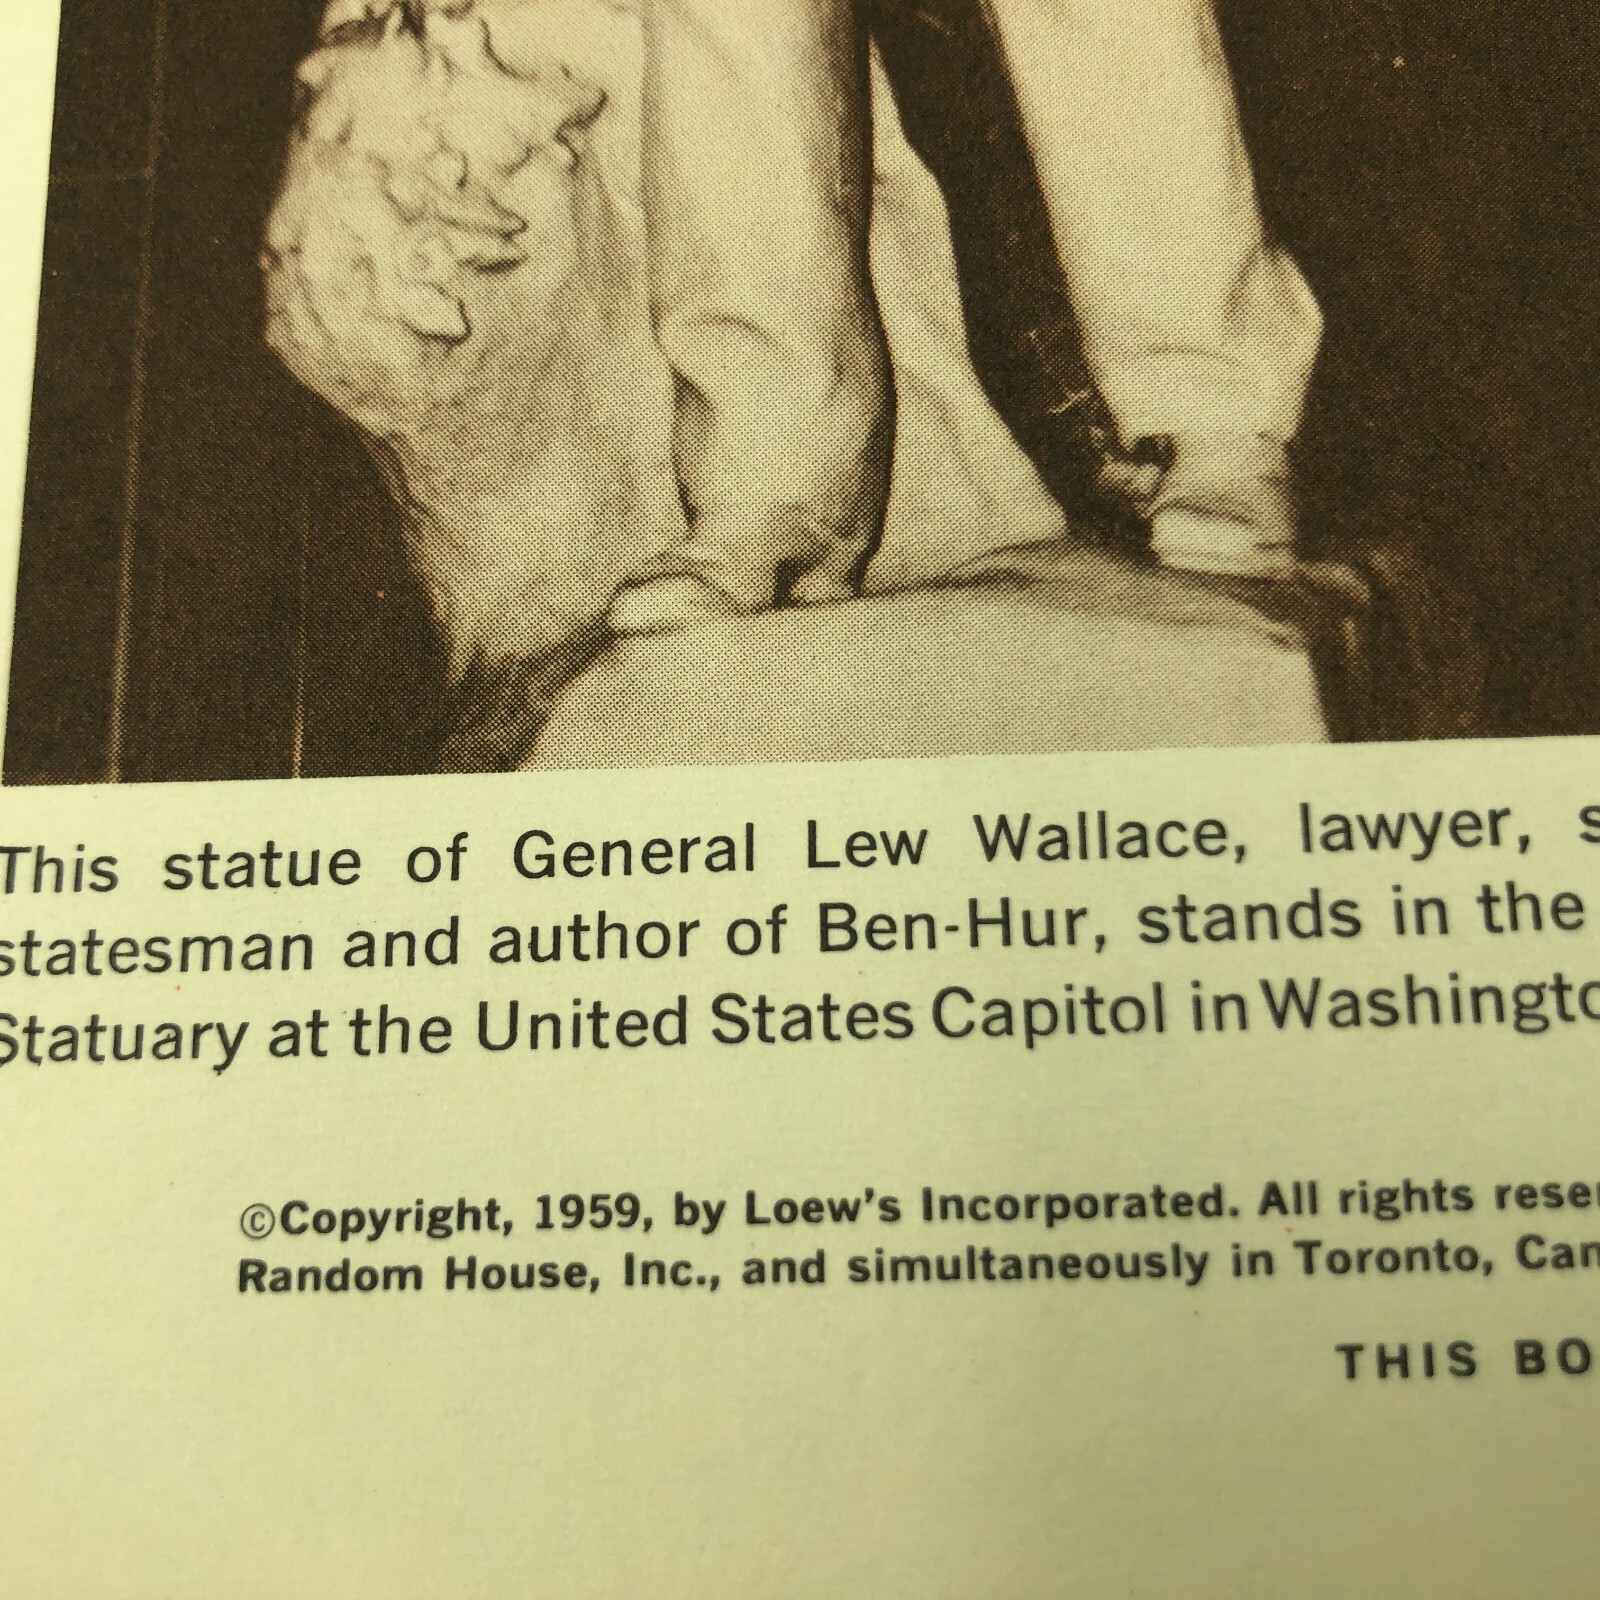 This statue of General Lew Wallace, lawyer,
statesman and author of Ben-Hur, stands in the
Statuary at the United States Capitol in
©Copyright, 1959, by Loew's Incorporated. All rights
Random House, Inc., and simultaneously in Toronto,
THIS